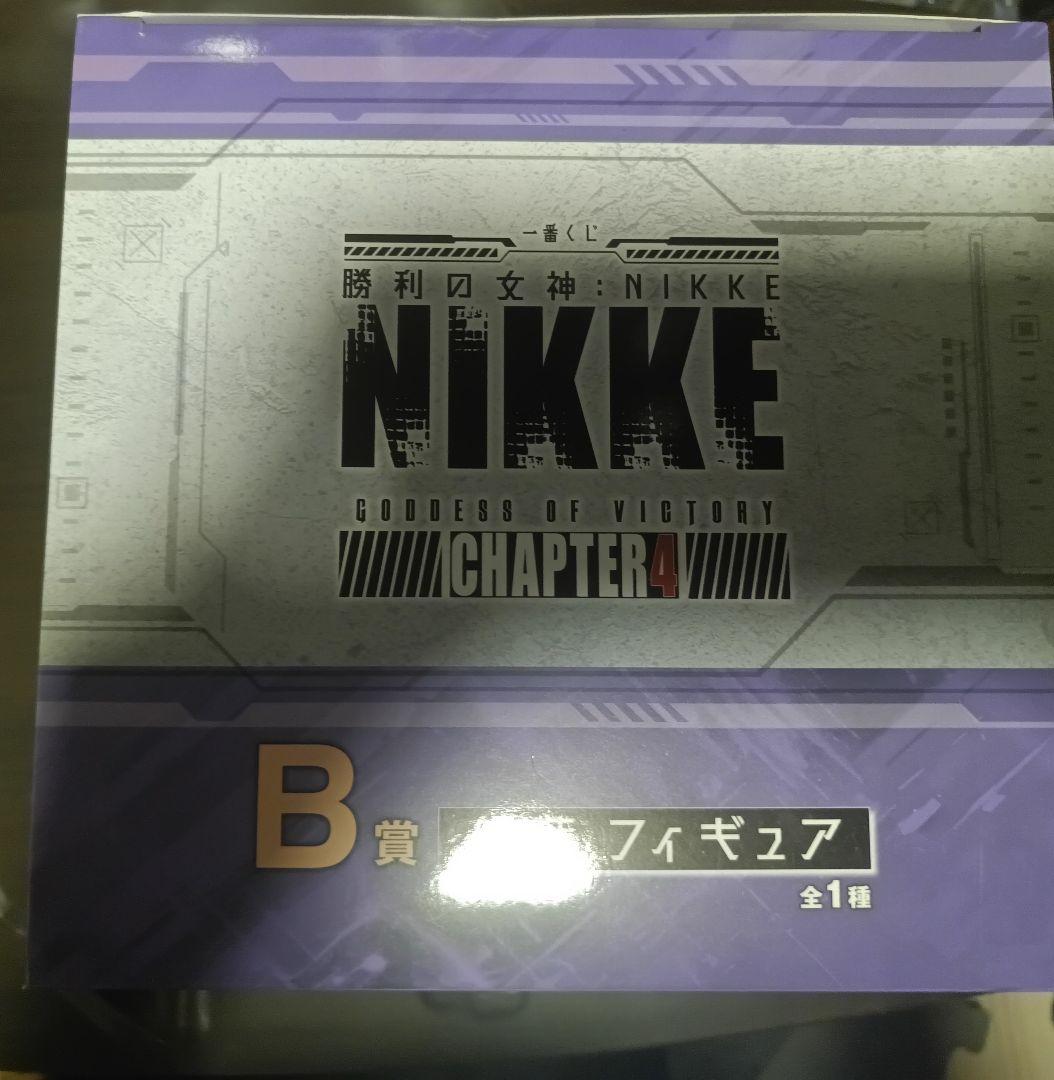 一番くじ
勝利の女神:NIKKE
NIKKE
GODDESS OF VICTORY
CHAPTER4
B賞
フィギュア
全1種